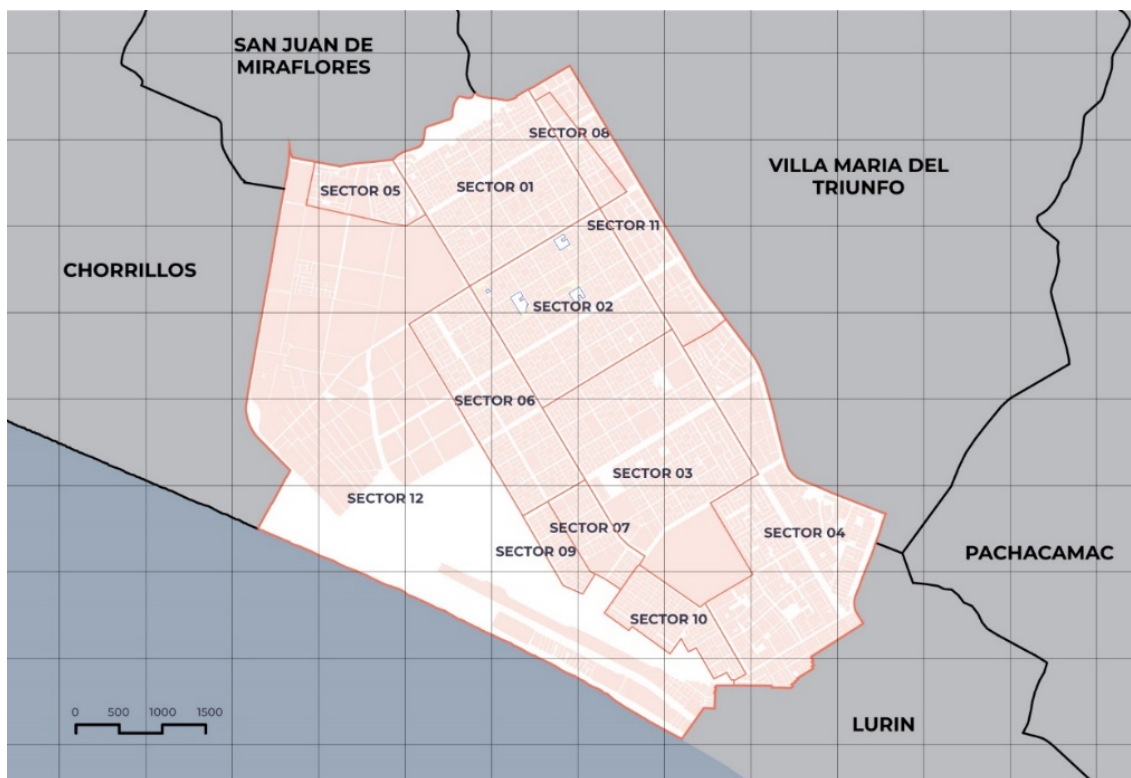 SAN JUAN DE
MIRAFLORES
SECTOR 08
VILLA MARIA DEL
TRIUNFO
SECTOR 05
SECTOR 01
SECTOR 11
CHORRILLOS
SECTOR 02
SECTOR 06
SECTOR 03
SECTOR 12
SECTOR 07
SECTOR 04
SECTOR 09
PACHACAMAC
SECTOR 10
0 500 1000 1500
LURIN